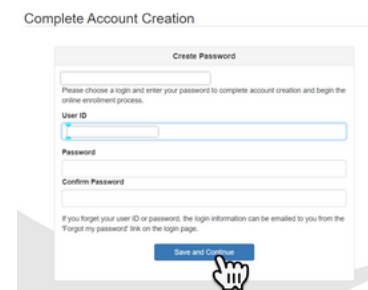 Complete Account Creation
Create Password
Please choose a login and enter your password to complete account creation and begin the
online enrollment process.
User ID
Password
Confirm Password
If you forget your user ID or password, the login information can be emailed to you from the
'Forgot my password' link on the login page.
Save and Continue